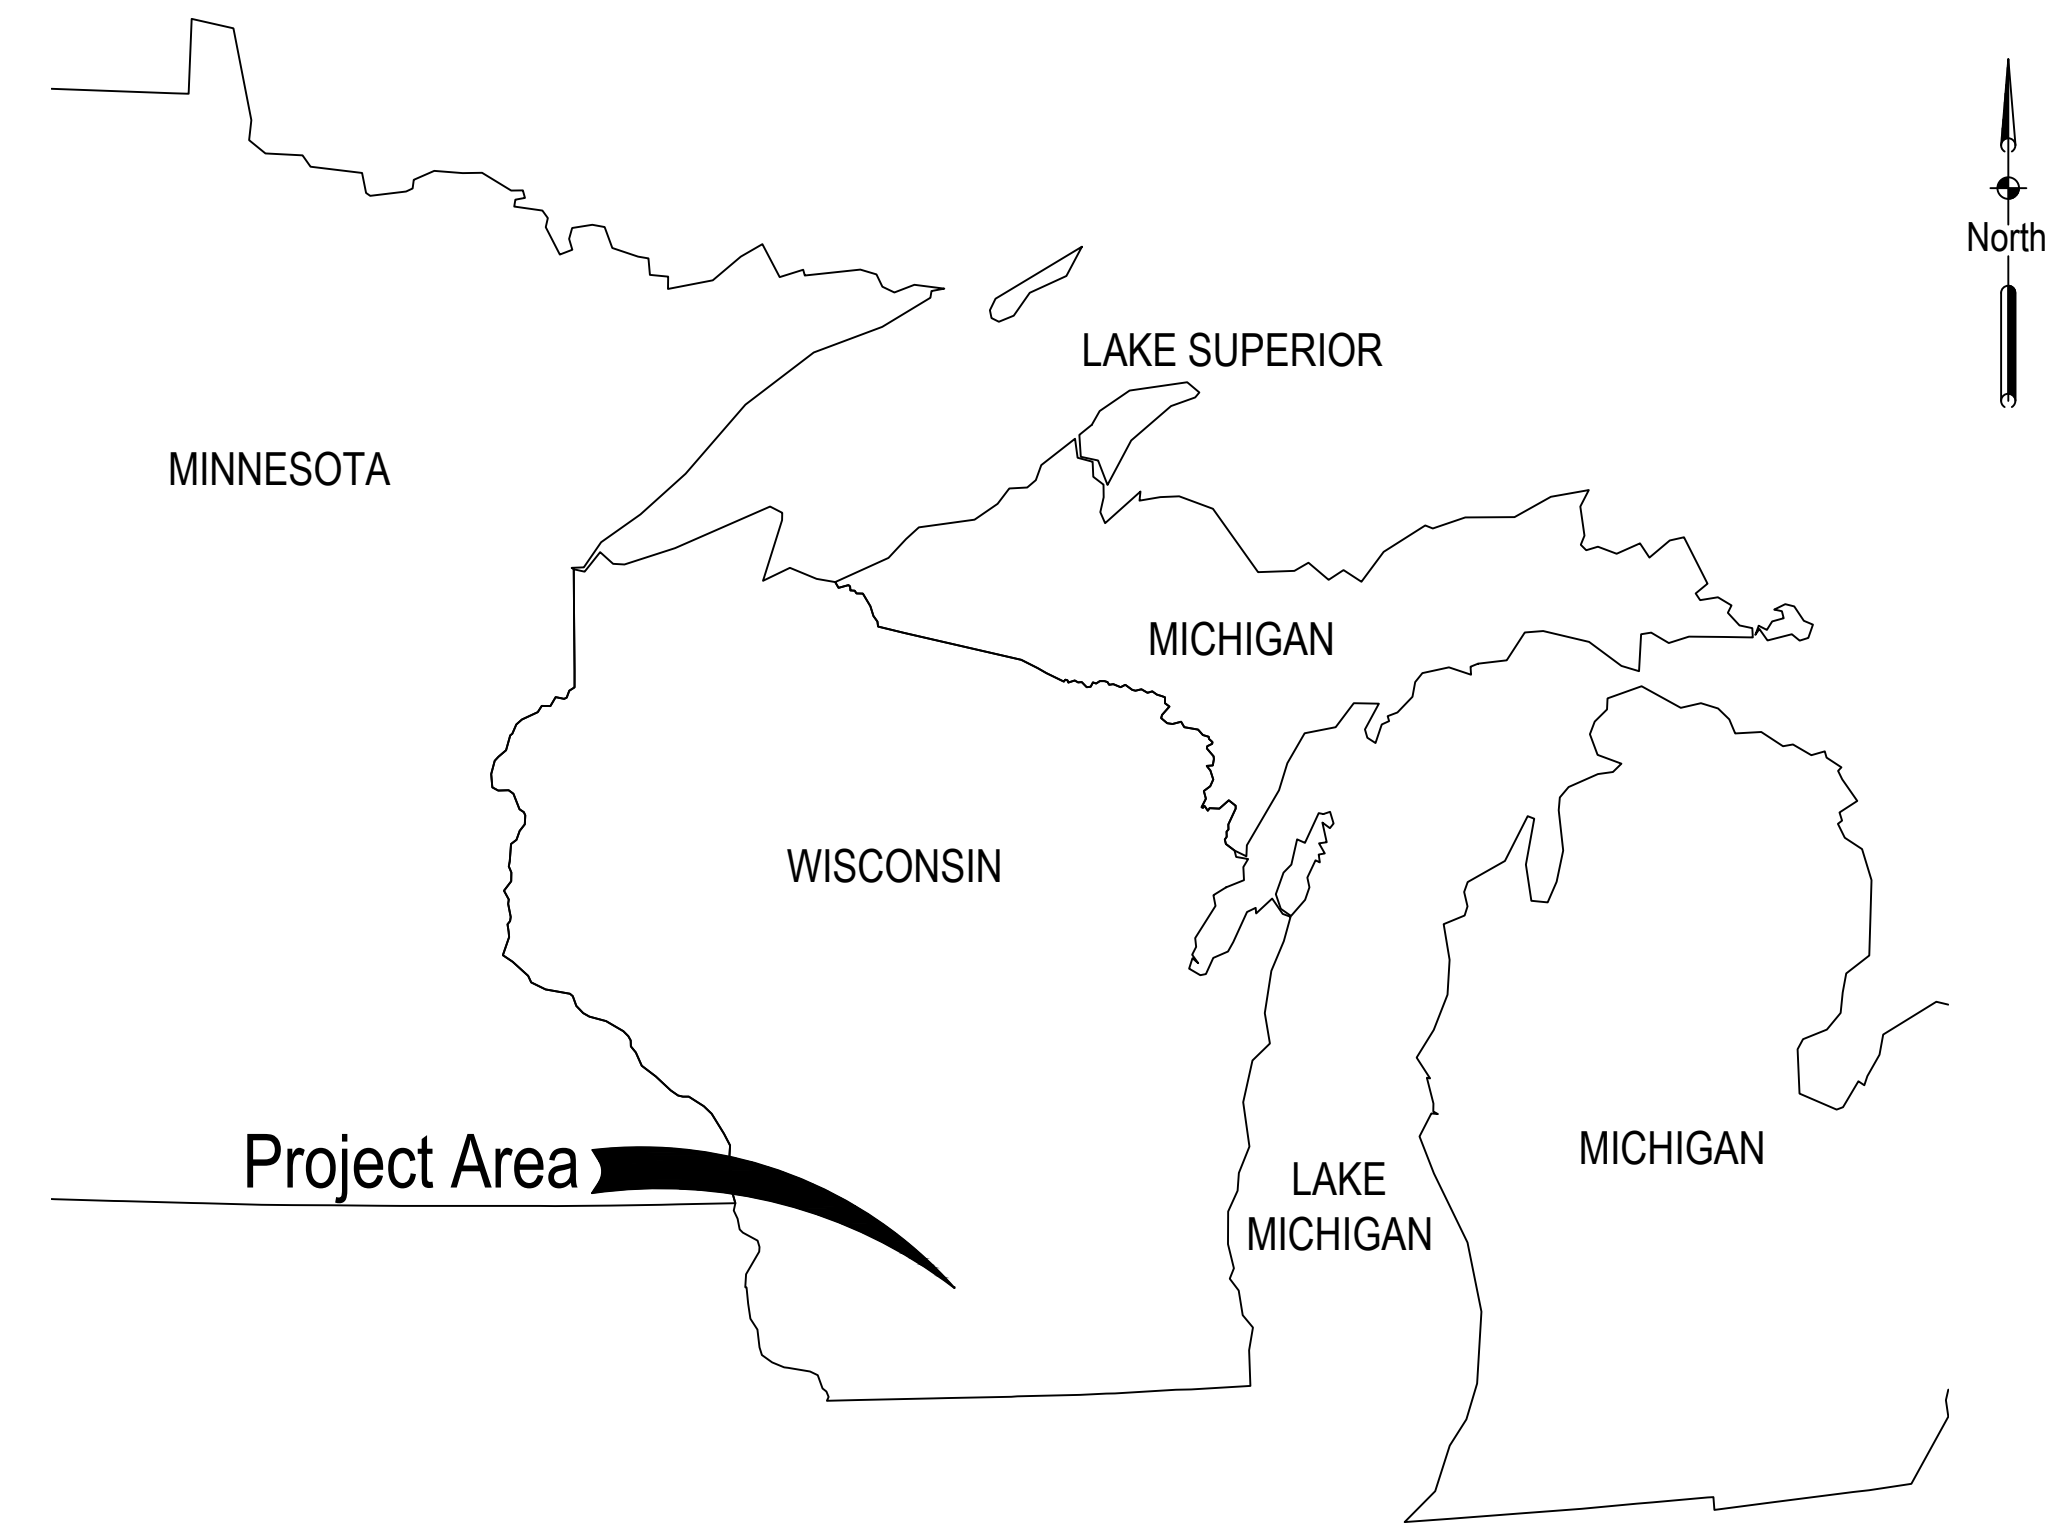 North
LAKE SUPERIOR
MINNESOTA
MICHIGAN
WISCONSIN
Project Area
MICHIGAN
LAKE
MICHIGAN